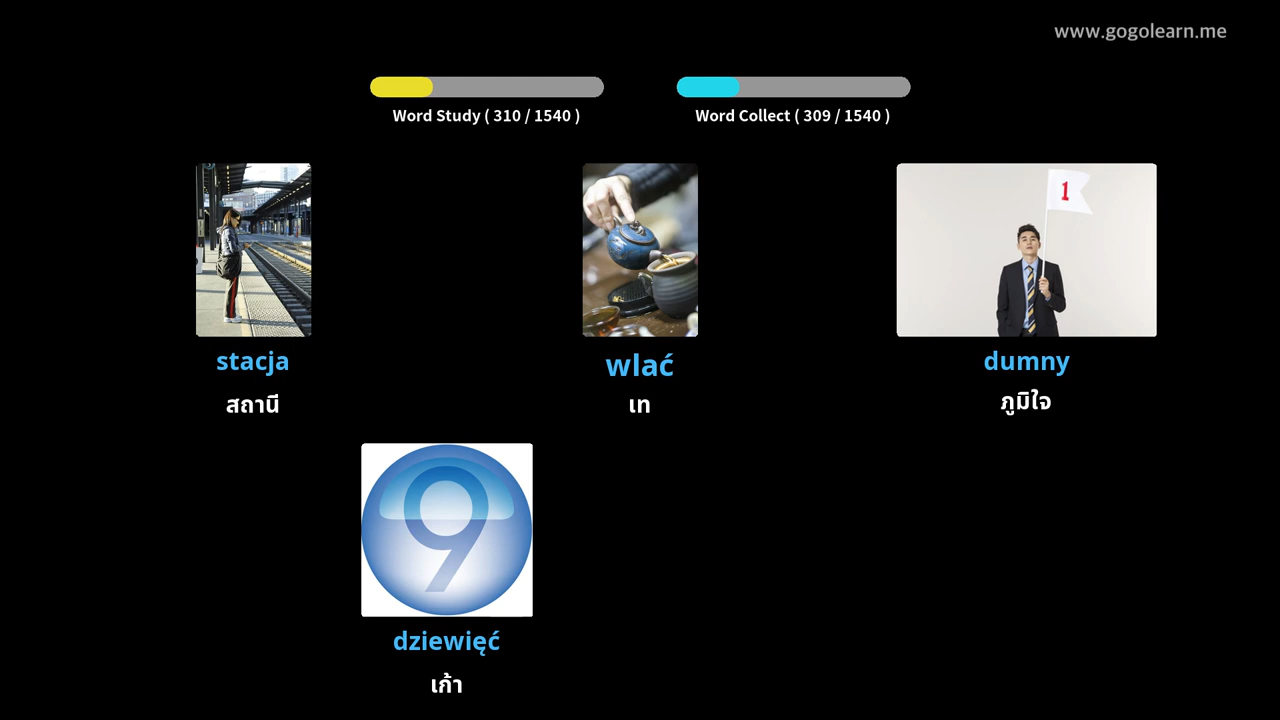 www.gogolearn.me
Word Study ( 310 / 1540 )
Word Collect ( 309 / 1540 )
1
stacja
wlać
dumny
สถานี
เท
ภูมิใจ
9
dziewięć
เก้า